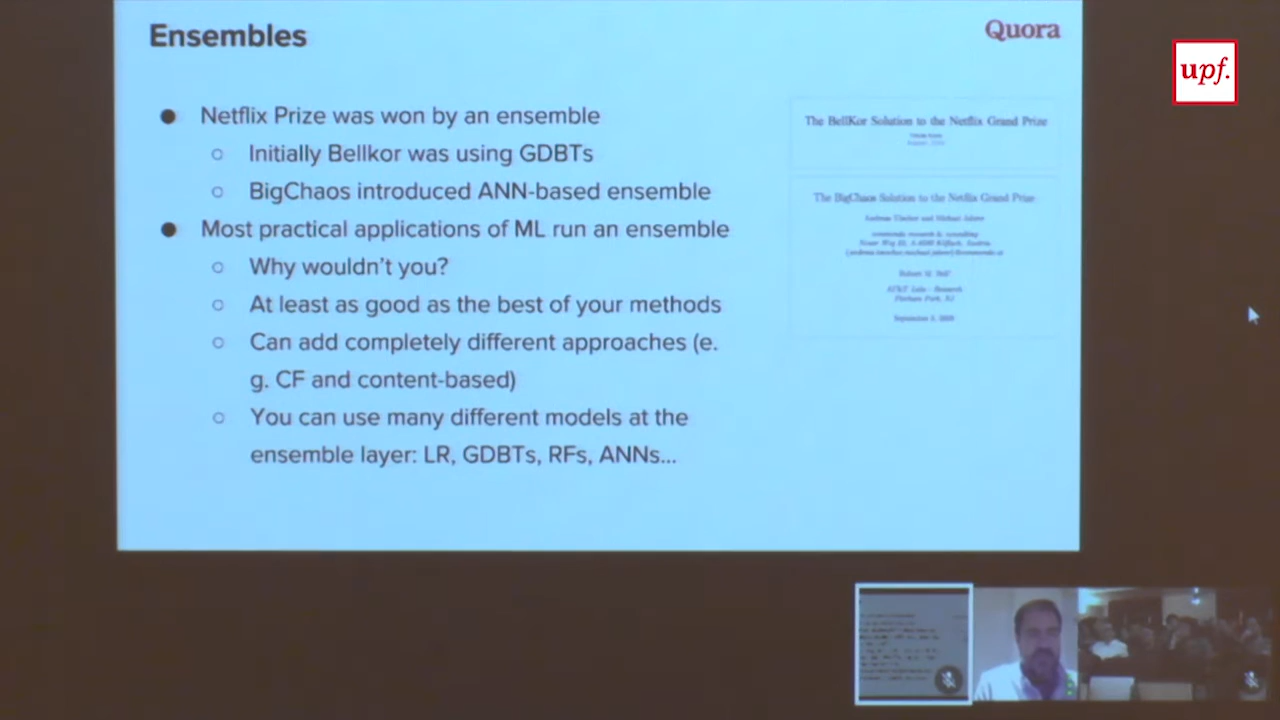 Ensembles
Quora
upf.
● Netflix Prize was won by an ensemble
○ Initially Bellkor was using GDBTs
○ BigChaos introduced ANN-based ensemble
● Most practical applications of ML run an ensemble
○ Why wouldn't you?
○ At least as good as the best of your methods
○ Can add completely different approaches (e.
g. CF and content-based)
○ You can use many different models at the
ensemble layer: LR, GDBTs, RFs, ANNs...
The BellKor Solution to the Netflix Grand Prize
The BigChaos Solution to the Netflix Grand Prize